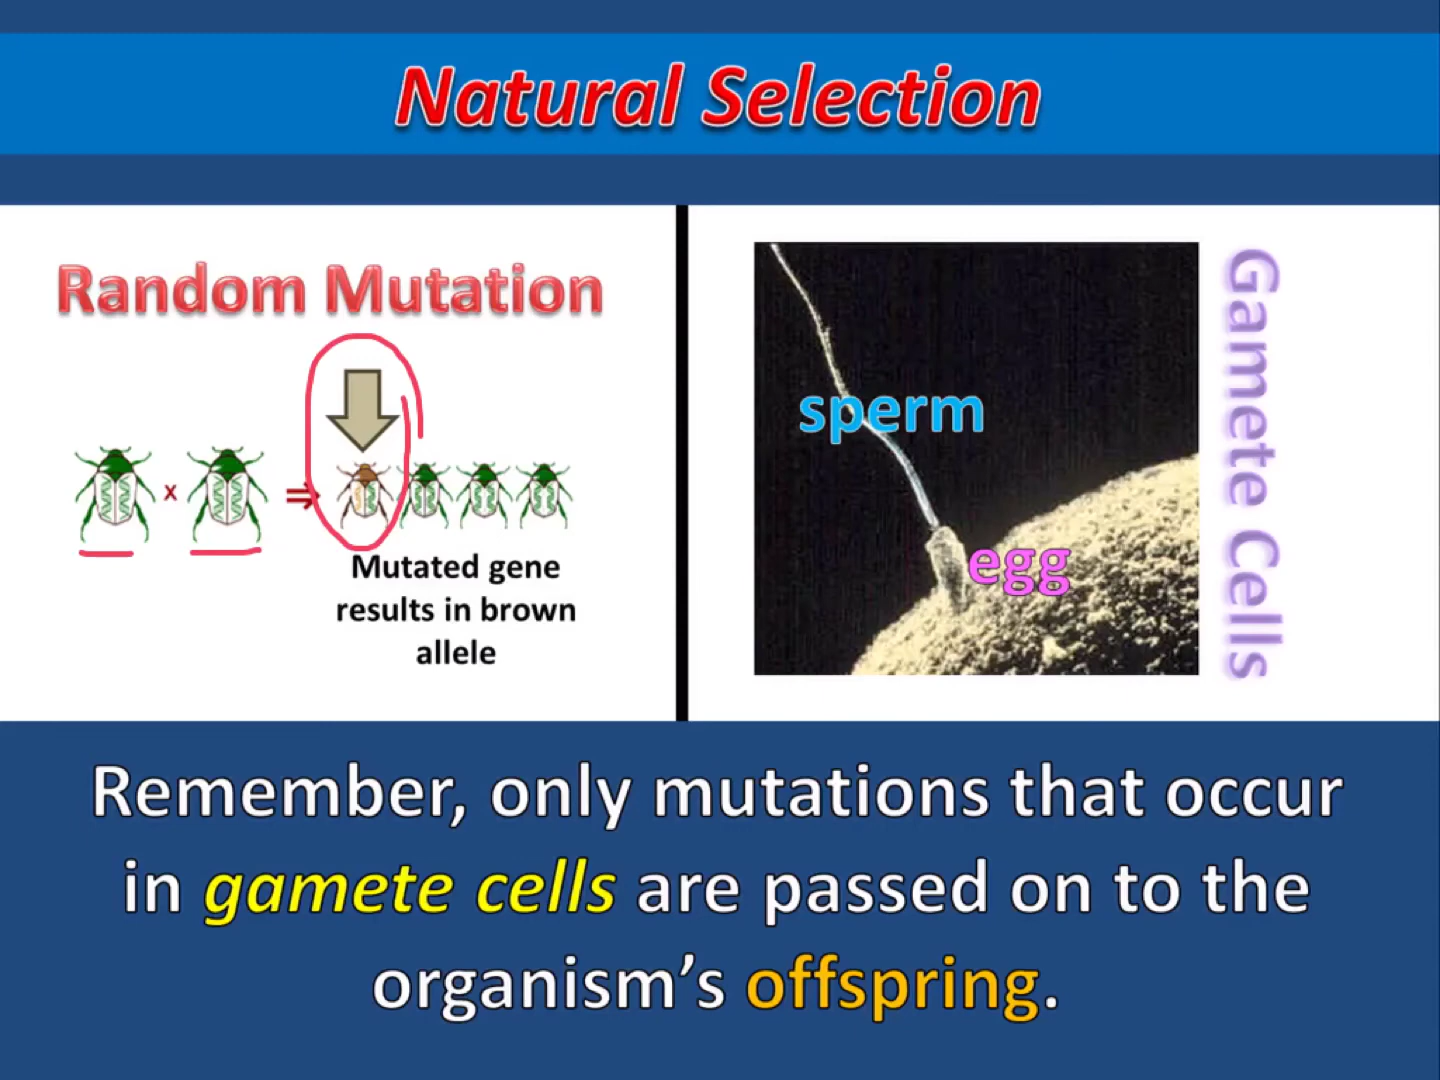 Natural Selection
Random Mutation
x
Mutated gene
results in brown
allele
sperm
egg
Gamete Cells
Remember, only mutations that occur
in gamete cells are passed on to the
organism’s offspring.